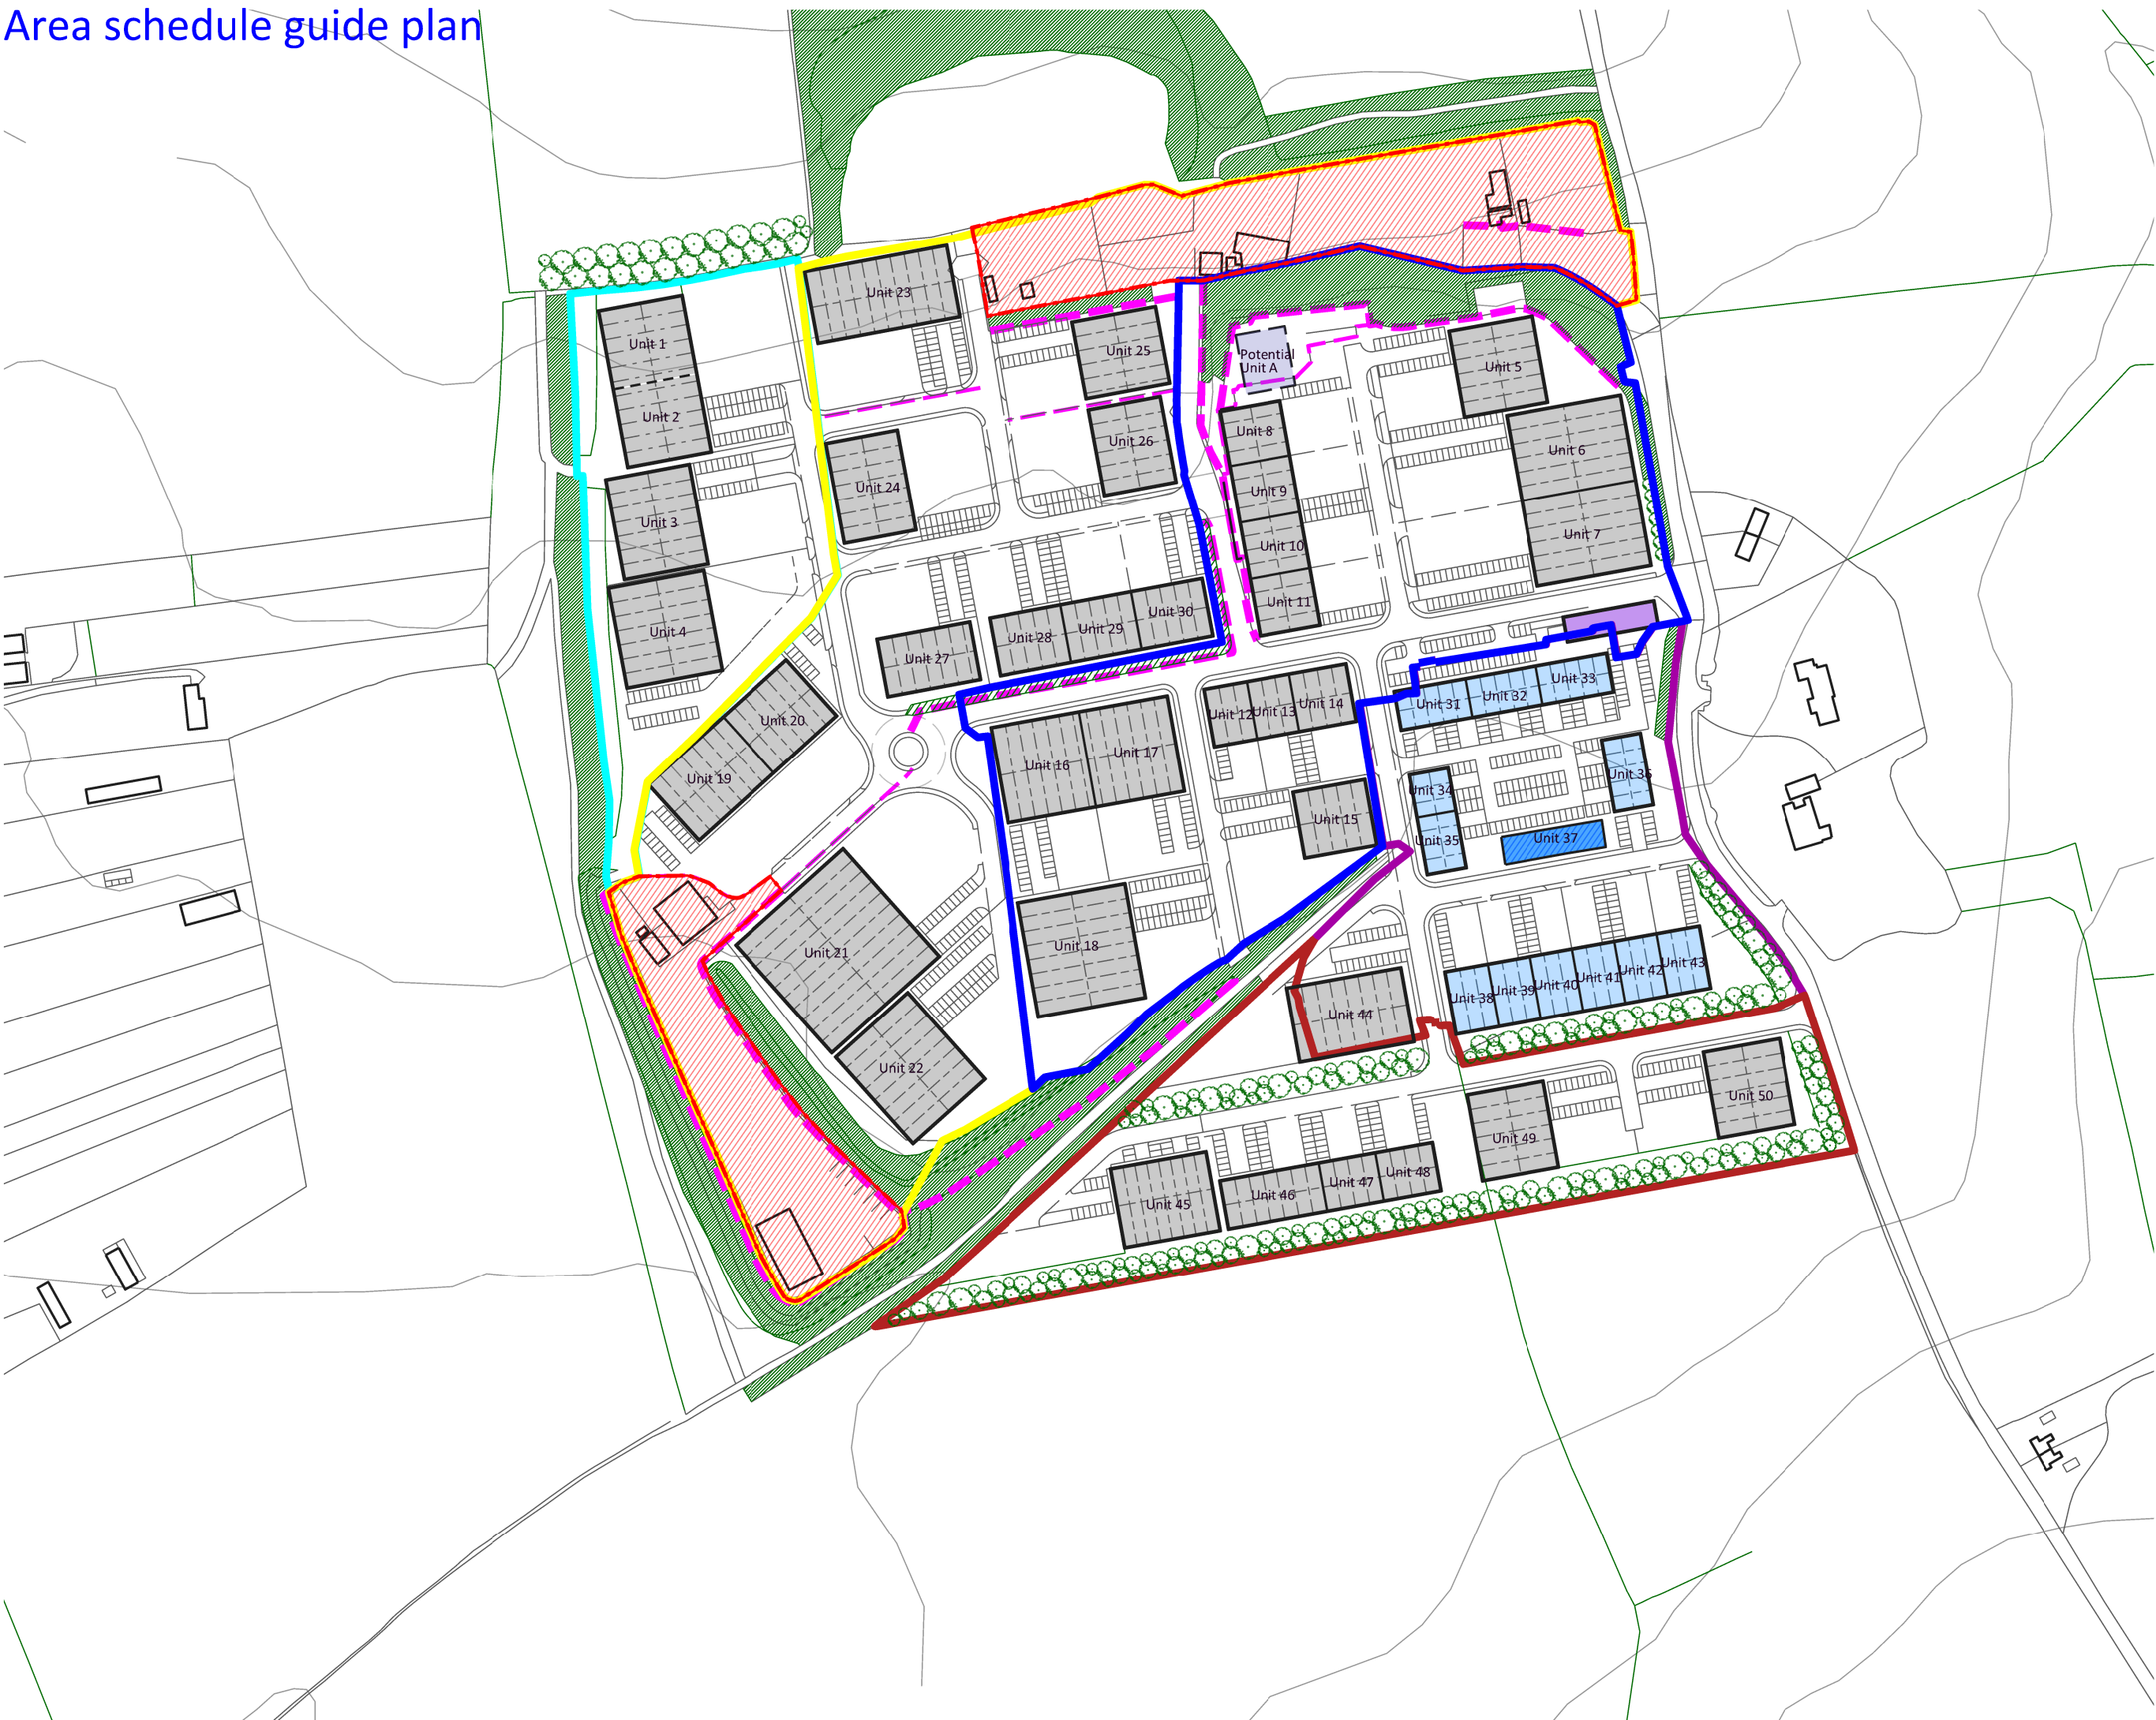 Area schedule guide plan
Unit 23
Unit 1
Unit 25
Potential
Unit A
Unit 5
Unit 2
Unit 26
Unit 8
Unit 6
Unit 24
Unit 9
Unit 3
Unit 7
Unit 10
Unit 4
Unit 11
Unit 30
Unit 29
Unit 28
Unit 27
Unit 33
Unit 32
Unit 31
Unit 14
Unit 13
Unit 12
Unit 20
Unit 17
Unit 16
Unit 19
Unit 36
Unit 34
Unit 15
Unit 37
Unit 35
Unit 18
Unit 21
Unit 43
Unit 42
Unit 41
Unit 40
Unit 39
Unit 38
Unit 44
Unit 22
Unit 50
Unit 49
Unit 48
Unit 47
Unit 46
Unit 45